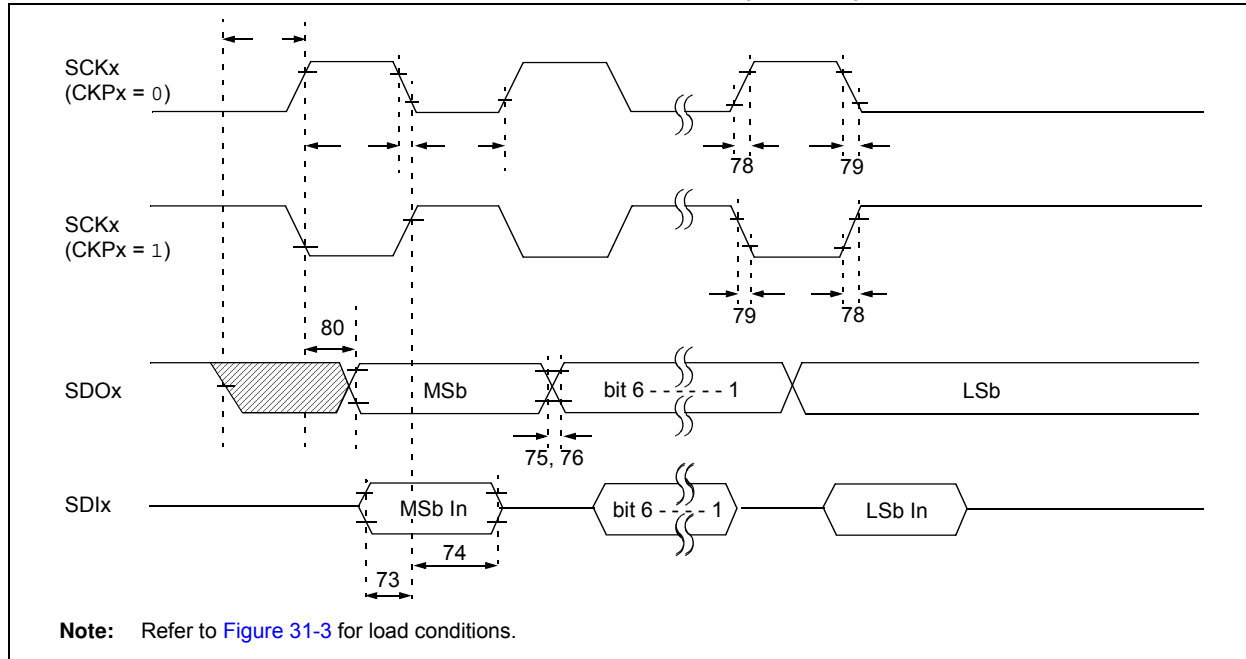 SCKx
(CKPx = 0)
78
79
SCKx
(CKPx = 1)
79
78
80
SDOx
MSb
bit 6 - - - - - - 1
LSb
75, 76
SDIx
MSb In
bit 6 - - - - - 1
LSb In
74
73
Note: Refer to Figure 31-3 for load conditions.